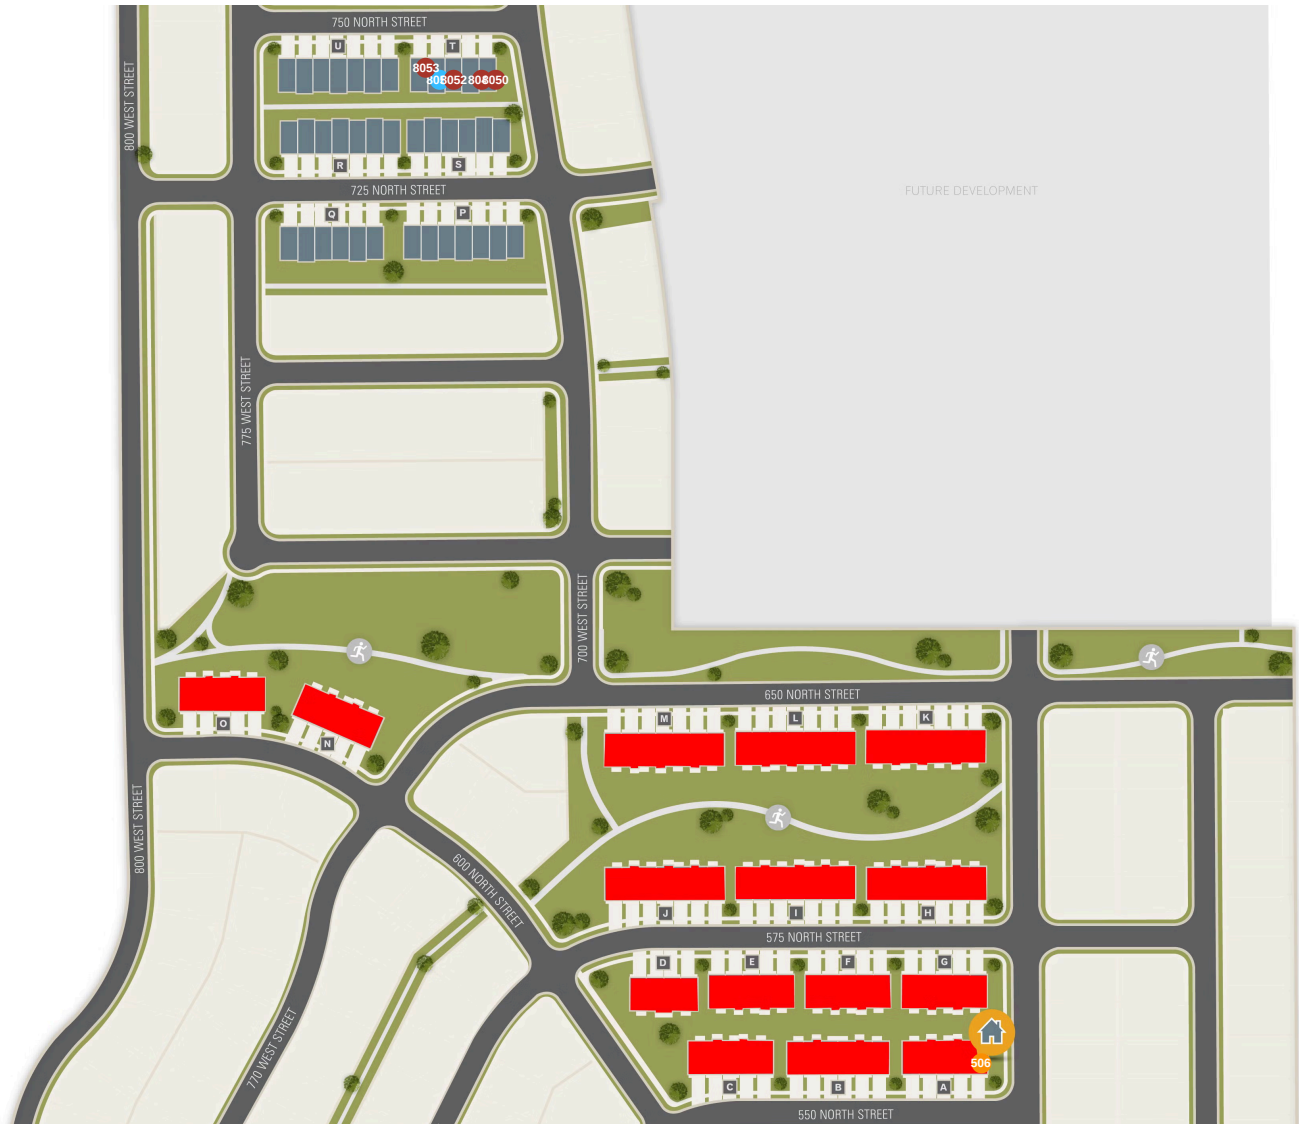 750 NORTH STREET
U
T
8053
8052
8050
800 WEST STREET
R
S
725 NORTH STREET
FUTURE DEVELOPMENT
Q
P
775 WEST STREET
700 WEST STREET
650 NORTH STREET
O
N
M
L
K
800 WEST STREET
600 NORTH STREET
J
I
H
575 NORTH STREET
D
E
F
G
770 WEST STREET
506
C
B
A
550 NORTH STREET